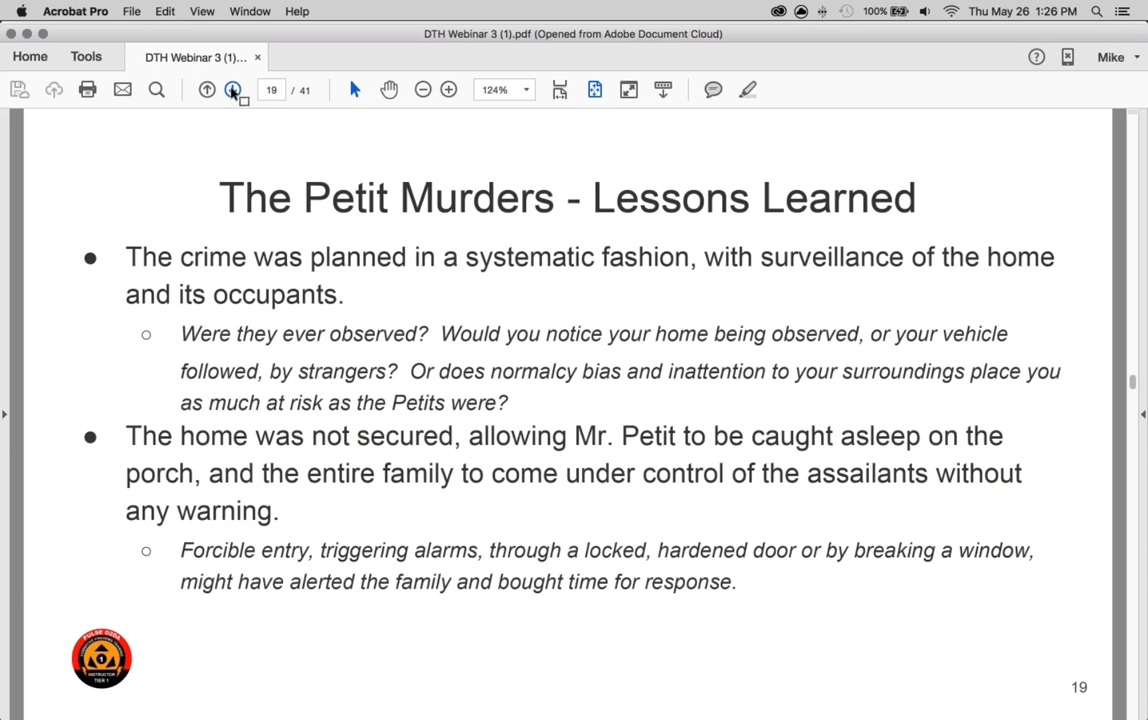 Acrobat Pro File Edit View Window Help 100% Thu May 26 1:26 PM
DTH Webinar 3 (1).pdf (Opened from Adobe Document Cloud)
Home Tools DTH Webinar 3 (1)... × ? Mike
19 / 41 124%
The Petit Murders - Lessons Learned
● The crime was planned in a systematic fashion, with surveillance of the home
and its occupants.
○ Were they ever observed? Would you notice your home being observed, or your vehicle
followed, by strangers? Or does normalcy bias and inattention to your surroundings place you
as much at risk as the Petits were?
● The home was not secured, allowing Mr. Petit to be caught asleep on the
porch, and the entire family to come under control of the assailants without
any warning.
○ Forcible entry, triggering alarms, through a locked, hardened door or by breaking a window,
might have alerted the family and bought time for response.
PULSE O3DA
1
INSTRUCTOR
TIER 1
19